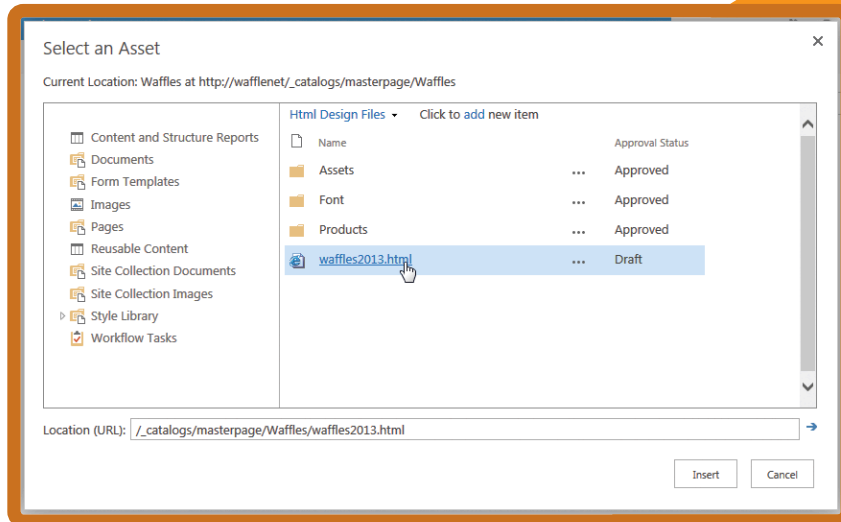 Select an Asset
Current Location: Waffles at http://wafflenet/_catalogs/masterpage/Waffles
Content and Structure Reports
Documents
Form Templates
Images
Pages
Reusable Content
Site Collection Documents
Site Collection Images
Style Library
Workflow Tasks
Html Design Files Click to add new item
Name Approval Status
Assets ... Approved
Font ... Approved
Products ... Approved
waffles2013.html ... Draft
Location (URL): /_catalogs/masterpage/Waffles/waffles2013.html
Insert Cancel